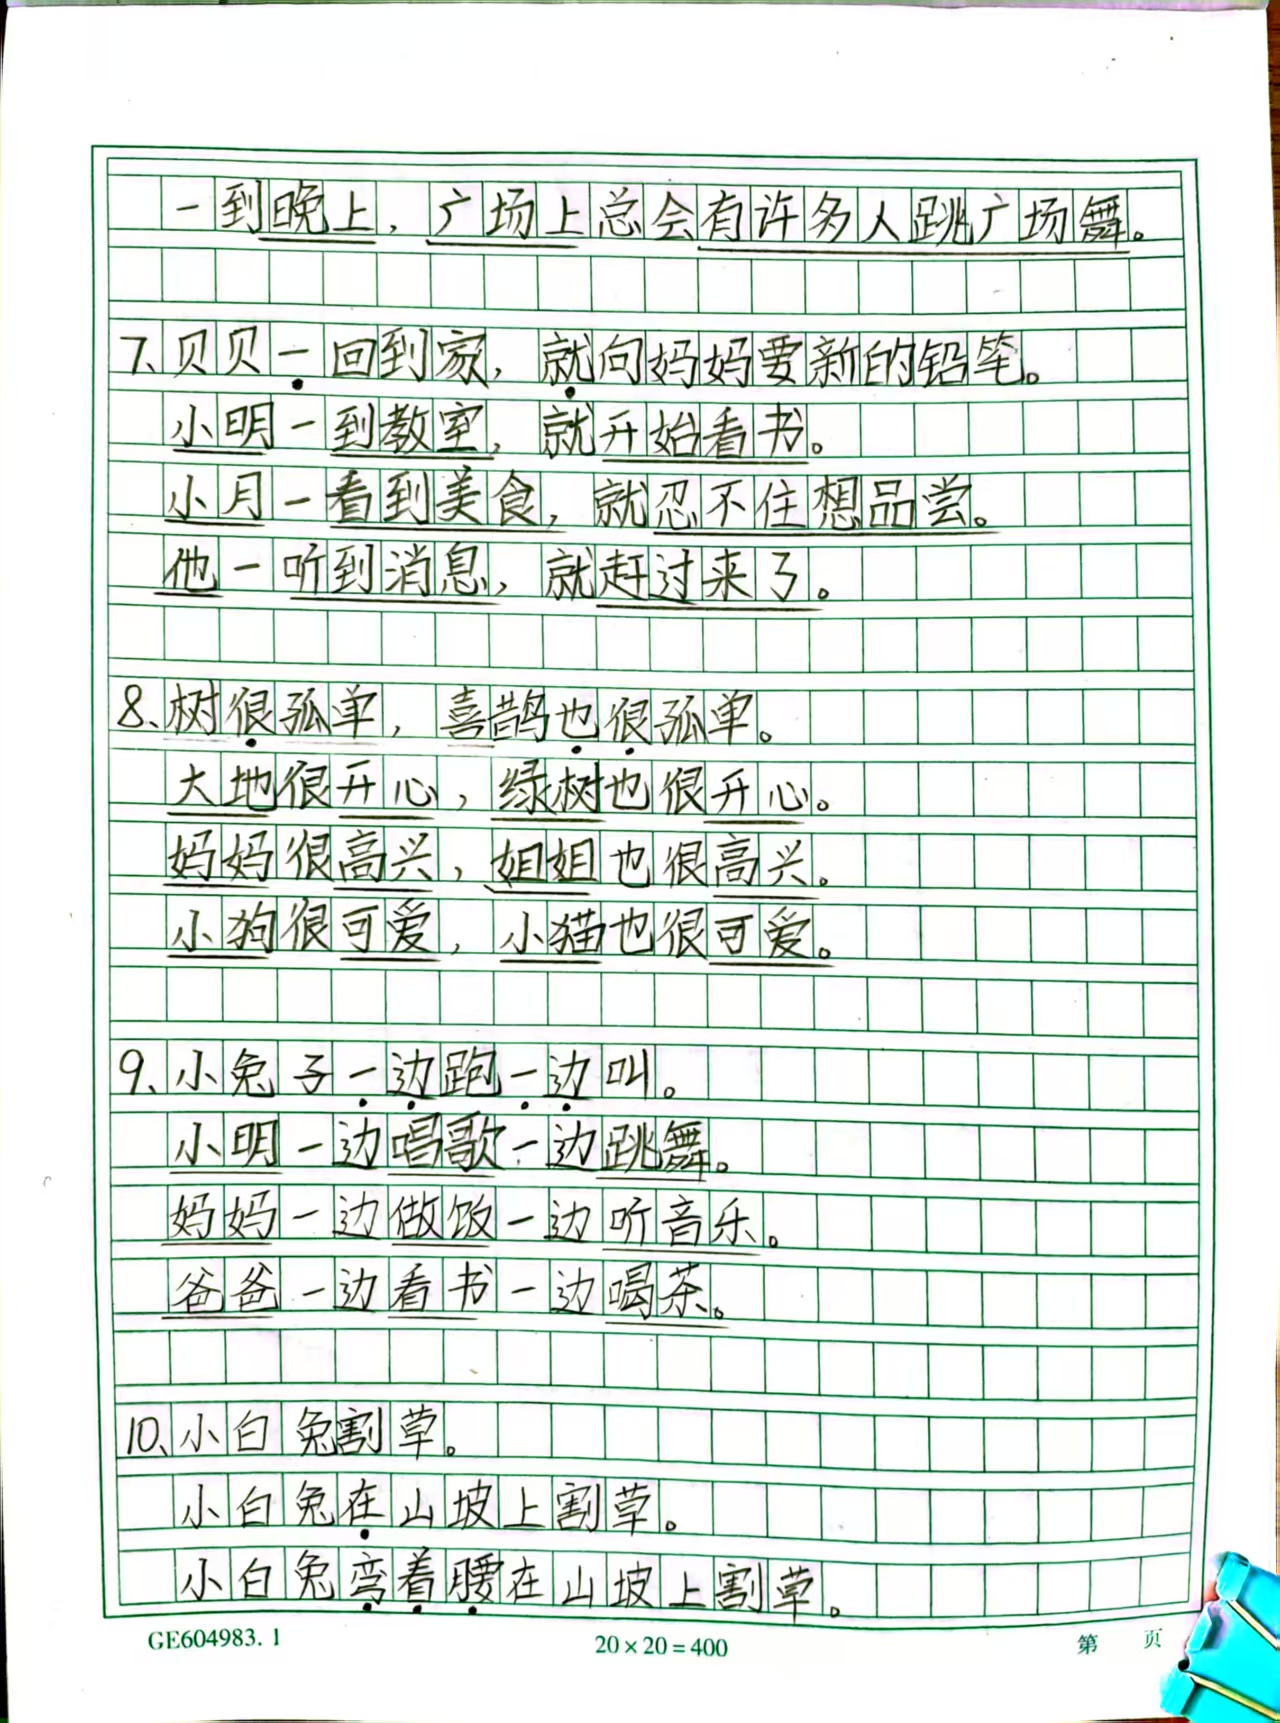 一到晚上，广场上总会有许多人跳广场舞。
7、贝贝一回到家，就向妈妈要新的铅笔。
小明一到教室，就开始看书。
小月一看到美食，就忍不住想品尝。
他一听到消息，就赶过来了。
8、树很孤单，喜鹊也很孤单。
大地很开心，绿树也很开心。
妈妈很高兴，姐姐也很高兴。
小狗很可爱，小猫也很可爱。
9、小兔子一边跑一边叫。
小明一边唱歌一边跳舞。
妈妈一边做饭一边听音乐。
爸爸一边看书一边喝茶。
10、小白兔割草。
小白兔在山坡上割草。
小白兔弯着腰在山坡上割草。
GE604983.1 20×20=400 第 页